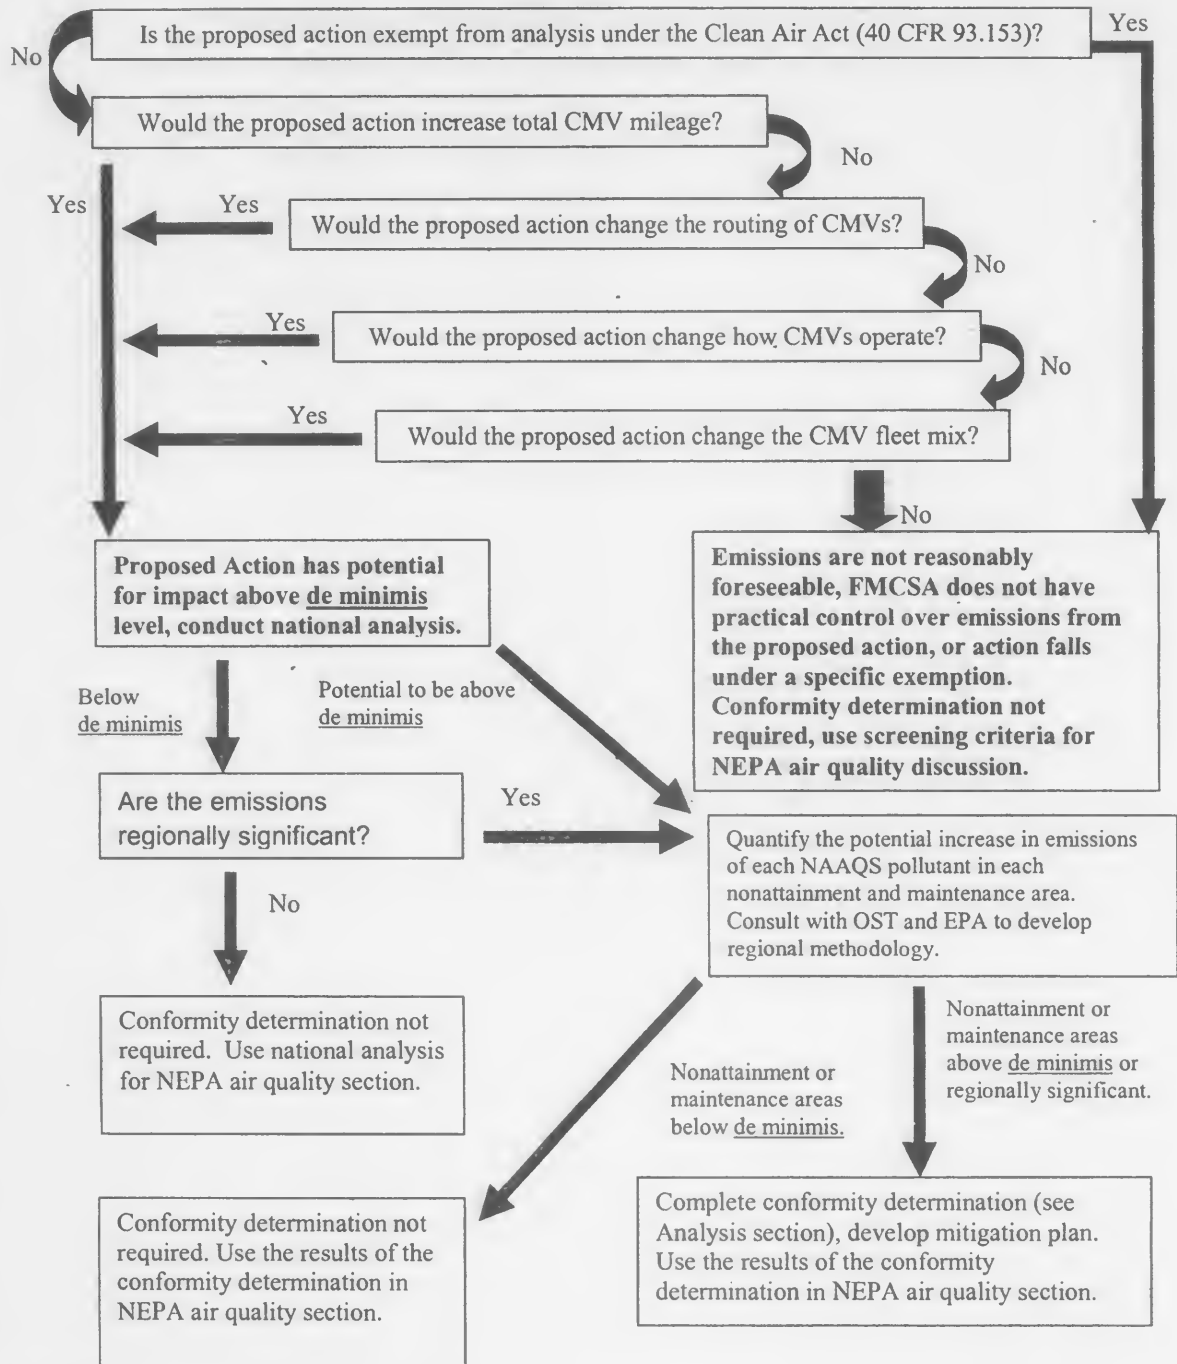 Is the proposed action exempt from analysis under the Clean Air Act (40 CFR 93.153)?
Yes
No
Would the proposed action increase total CMV mileage?
No
Yes
Yes
Would the proposed action change the routing of CMVs?
No
Yes
Would the proposed action change how CMVs operate?
No
Yes
Would the proposed action change the CMV fleet mix?
No
Proposed Action has potential
for impact above de minimis
level, conduct national analysis.
Emissions are not reasonably
foreseeable, FMCSA does not have
practical control over emissions from
the proposed action, or action falls
under a specific exemption.
Conformity determination not
required, use screening criteria for
NEPA air quality discussion.
Below
de minimis
Potential to be above
de minimis
Are the emissions
regionally significant?
Yes
No
Quantify the potential increase in emissions
of each NAAQS pollutant in each
nonattainment and maintenance area.
Consult with OST and EPA to develop
regional methodology.
Conformity determination not
required. Use national analysis
for NEPA air quality section.
Nonattainment or
maintenance areas
below de minimis.
Nonattainment or
maintenance areas
above de minimis or
regionally significant.
Conformity determination not
required. Use the results of the
conformity determination in
NEPA air quality section.
Complete conformity determination (see
Analysis section), develop mitigation plan.
Use the results of the conformity
determination in NEPA air quality section.